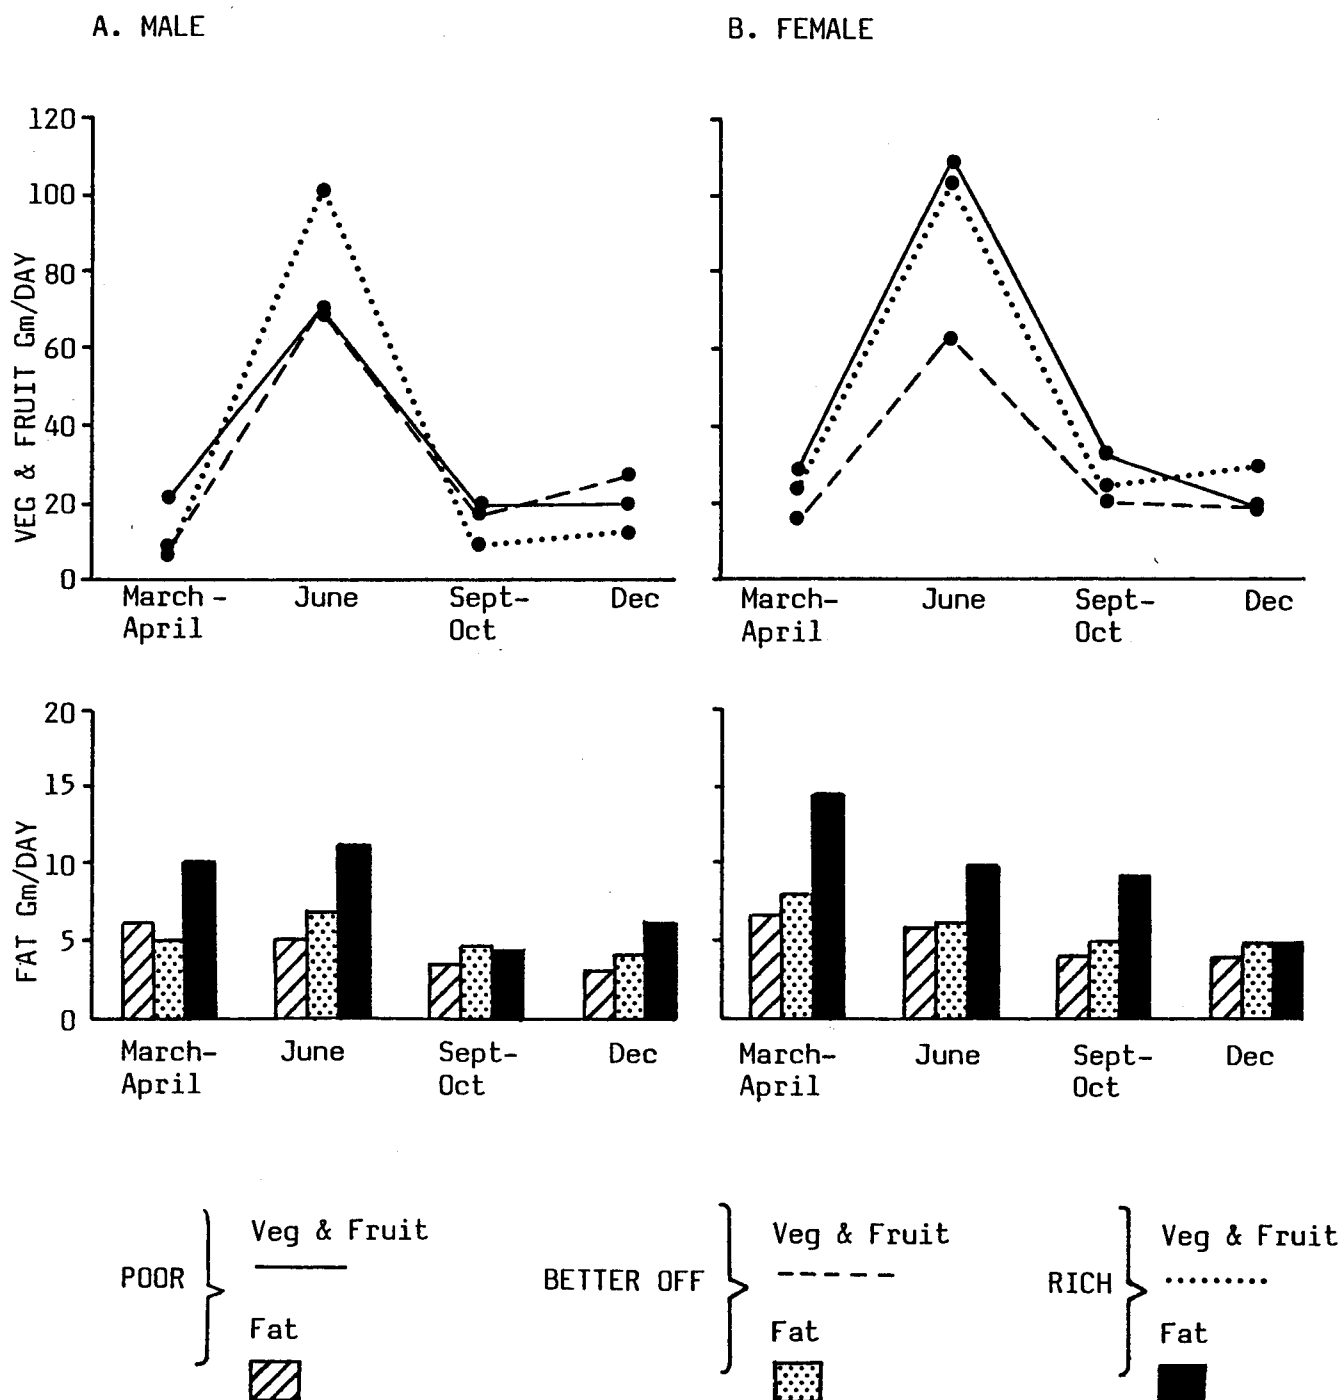 A. MALE
B. FEMALE
VEG & FRUIT Gm/DAY
120
100
80
60
40
20
0
March-
April
June
Sept-
Oct
Dec
March-
April
June
Sept-
Oct
Dec
FAT Gm/DAY
20
15
10
5
0
March-
April
June
Sept-
Oct
Dec
March-
April
June
Sept-
Oct
Dec
POOR
Veg & Fruit
Fat
BETTER OFF
Veg & Fruit
Fat
RICH
Veg & Fruit
Fat